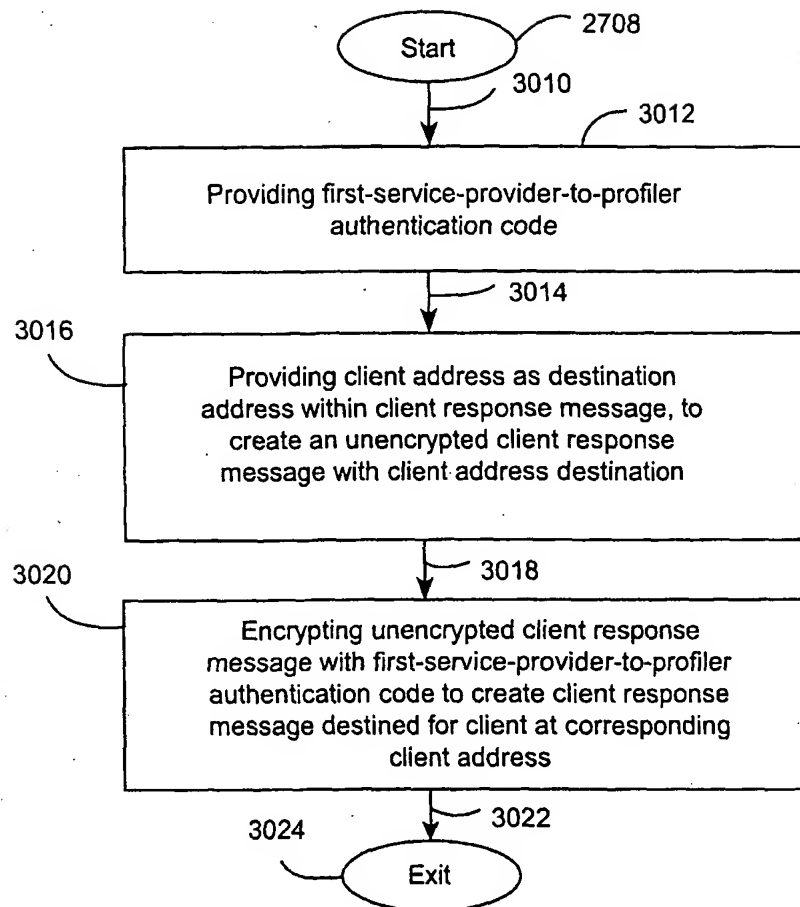 Start
2708
3010
3012
Providing first-service-provider-to-profiler
authentication code
3014
3016
Providing client address as destination
address within client response message, to
create an unencrypted client response
message with client address destination
3018
3020
Encrypting unencrypted client response
message with first-service-provider-to-profiler
authentication code to create client response
message destined for client at corresponding
client address
3022
3024
Exit